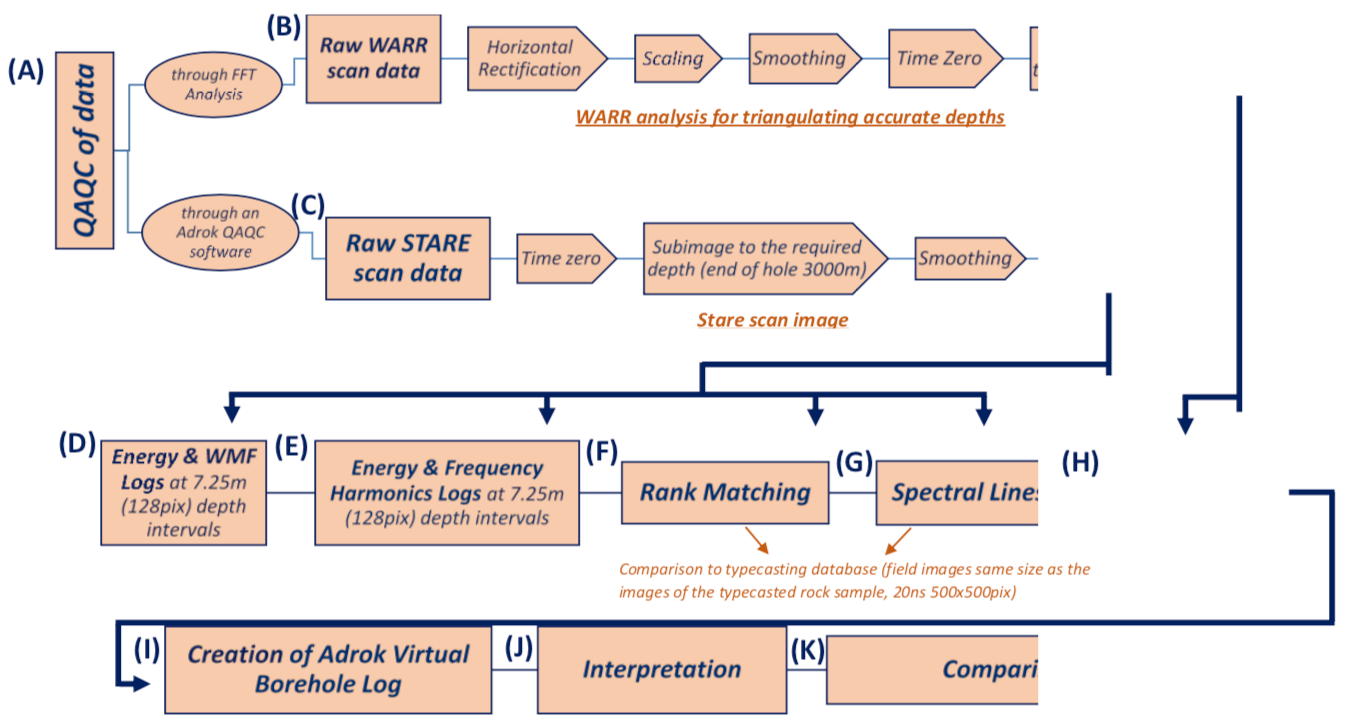 (A)
QAQC of data
through FFT
Analysis
(B)
Raw WARR
scan data
Horizontal
Rectification
Scaling
Smoothing
Time Zero
WARR analysis for triangulating accurate depths
through an
Adrok QAQC
software
(C)
Raw STARE
scan data
Time zero
Subimage to the required
depth (end of hole 3000m)
Smoothing
Stare scan image
(D)
Energy & WMF
Logs at 7.25m
(128pix) depth
intervals
(E)
Energy & Frequency
Harmonics Logs at 7.25m
(128pix) depth intervals
(F)
Rank Matching
(G)
Spectral Lines
(H)
Comparison to typecasting database (field images same size as the
images of the typecasted rock sample, 20ns 500x500pix)
(I)
Creation of Adrok Virtual
Borehole Log
(J)
Interpretation
(K)
Compari